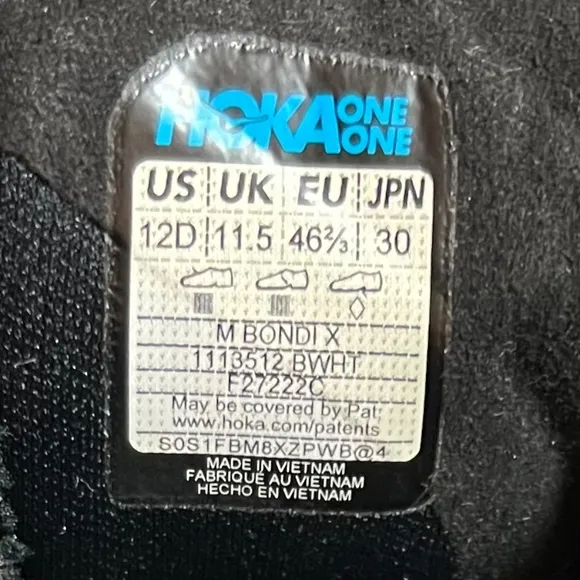 HOKA ONE ONE
US UK EU JPN
12D 11.5 46⅔ 30
M BONDI X
1113512 BWHT
F27222C
May be covered by Pat:
www.hoka.com/patents
S0S1FBM8XZPWB@4
MADE IN VIETNAM
FABRIQUÉ AU VIETNAM
HECHO EN VIETNAM